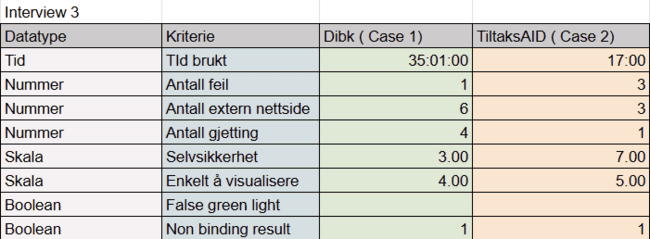 Interview 3
Datatype Kriterie Dibk ( Case 1) TiltaksAID ( Case 2)
Tid TId brukt 35:01:00 17:00
Nummer Antall feil 1 3
Nummer Antall extern nettside 6 3
Nummer Antall gjetting 4 1
Skala Selvsikkerhet 3.00 7.00
Skala Enkelt å visualisere 4.00 5.00
Boolean False green light
Boolean Non binding result 1 1